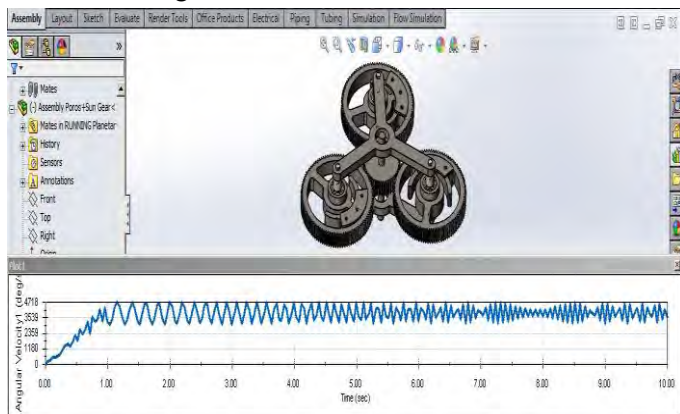 Assembly Layout Sketch Evaluate Render Tools Office Products Electrical Piping Tubing Simulation Flow Simulation
Mates
(-) Assembly Poros+Sun Gear<
Mates in RUNNING Planetar
History
Sensors
Annotations
Front
Top
Right
Plot1
Angular Velocity1 (deg/s
4718
3539
2359
1180
0
0.00 1.00 2.00 3.00 4.00 5.00 6.00 7.00 8.00 9.00 10.00
Time (sec)